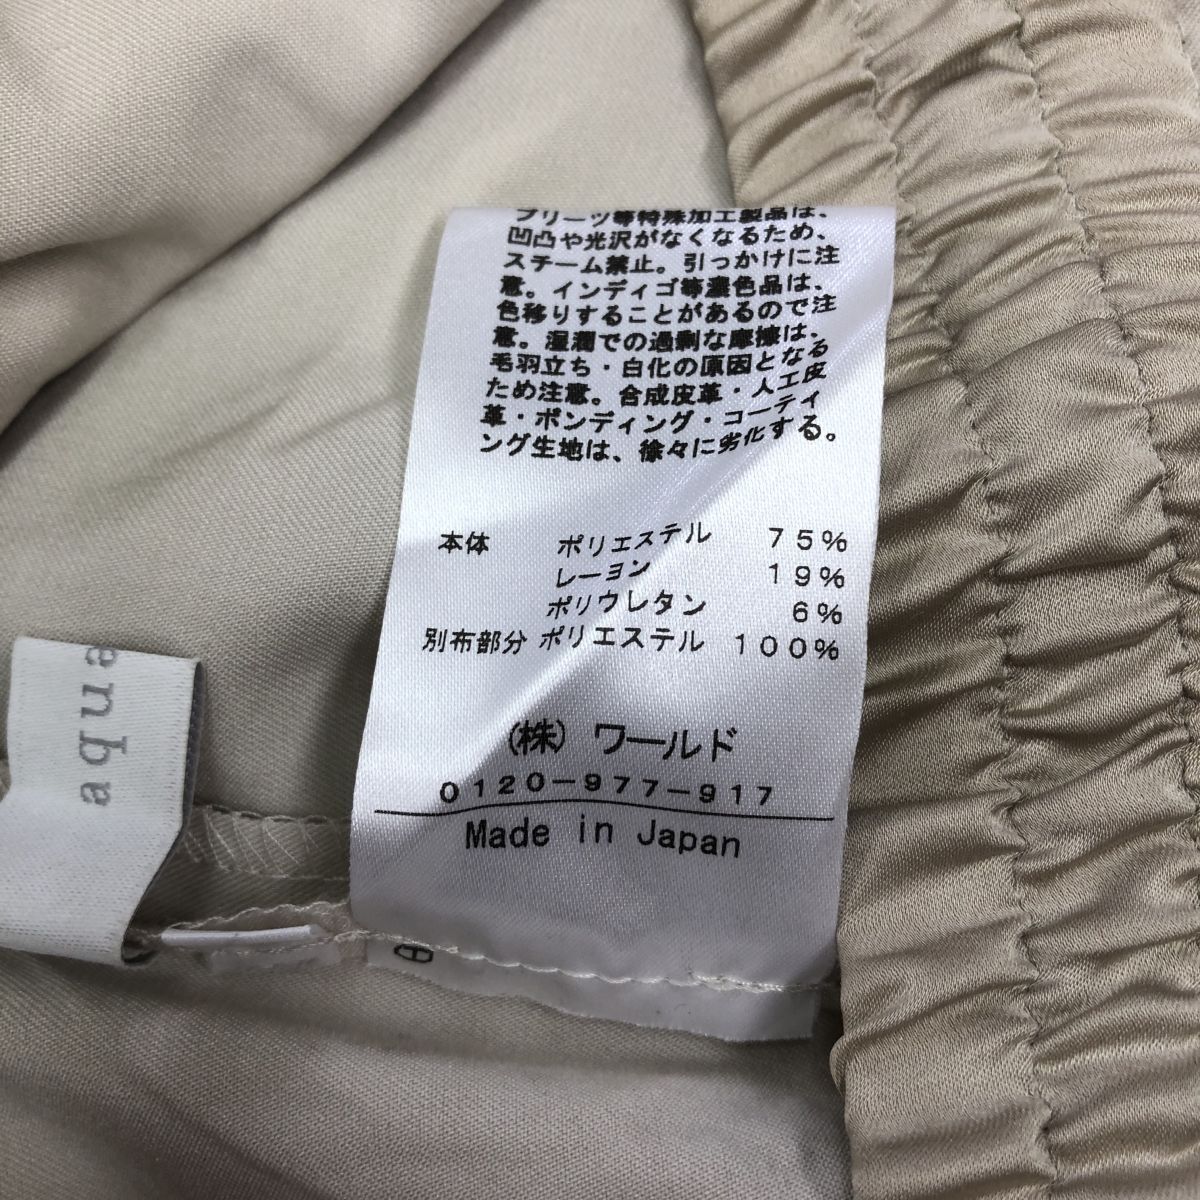 プリーツ等特殊加工製品は、
凹凸や光沢がなくなるため、
スチーム禁止。引っかけに注
意。インディゴ等濃色品は、
色移りすることがあるので注
意。湿潤での過剰な摩擦は、
毛羽立ち・白化の原因となる
ため注意。合成皮革・人工皮
革・ボンディング・コーティ
ング生地は、徐々に劣化する。
本体 ポリエステル 75%
レーヨン 19%
ポリウレタン 6%
別布部分 ポリエステル 100%
(株) ワールド
0120-977-917
Made in Japan
aqua